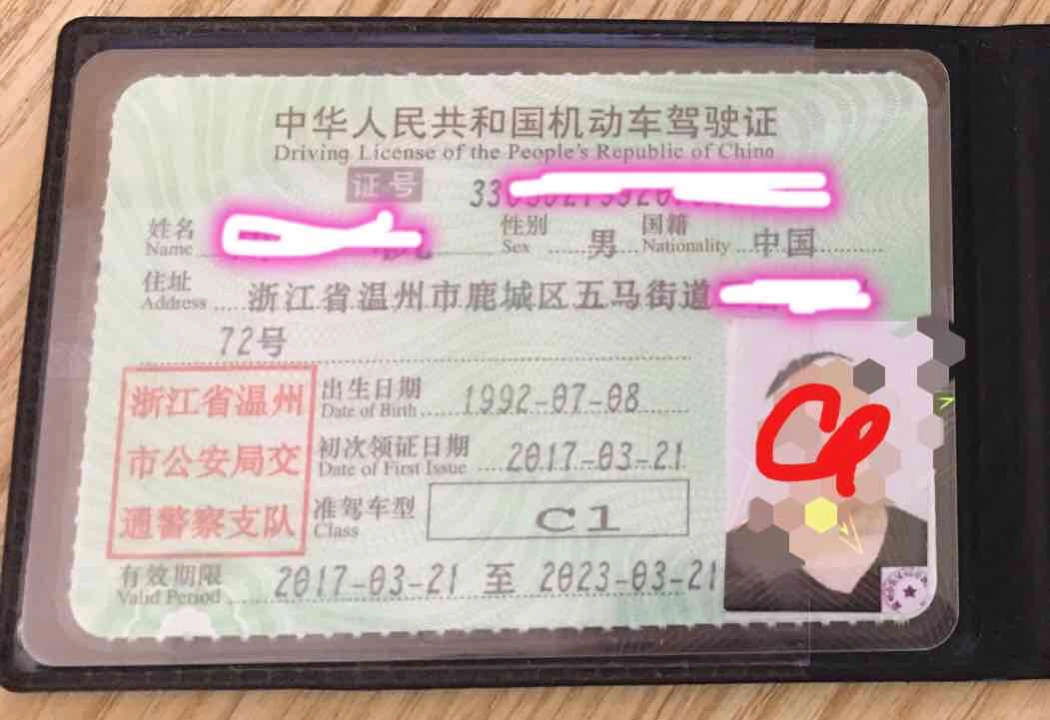 中华人民共和国机动车驾驶证
Driving License of the People's Republic of China
证号
姓名 性别 男 国籍 中国
Name Sex Nationality
住址 浙江省温州市鹿城区五马街道
Address
72号
浙江省温州
市公安局交
通警察支队
出生日期 1992-07-08
Date of Birth
初次领证日期 2017-03-21
Date of First Issue
准驾车型 C1
Class
有效期限 2017-03-21 至 2023-03-21
Valid Period